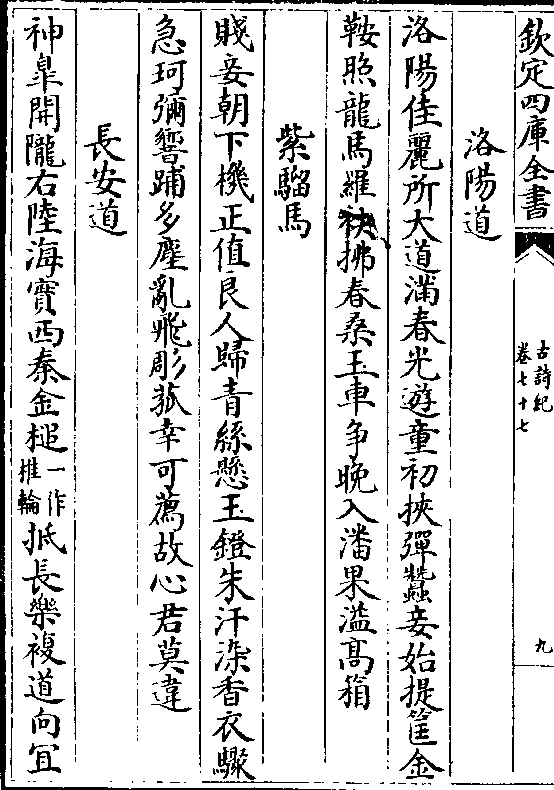 欽定四庫全書
古詩紀
卷七十七
九
洛陽道
洛陽佳麗所大道滿春光遊童初挾彈蠶妾始提筐金
鞍照龍馬羅袂拂春桑玉車争晚入潘果溢髙箱
紫騮馬
賤妾朝下機正值良人歸青絲懸玉鐙朱汗染香衣驟
急珂彌響踊多塵亂飛彫菰幸可薦故心君莫違
長安道
神臯開隴右陸海實西秦金槌一作推輪抵長樂複道向宜